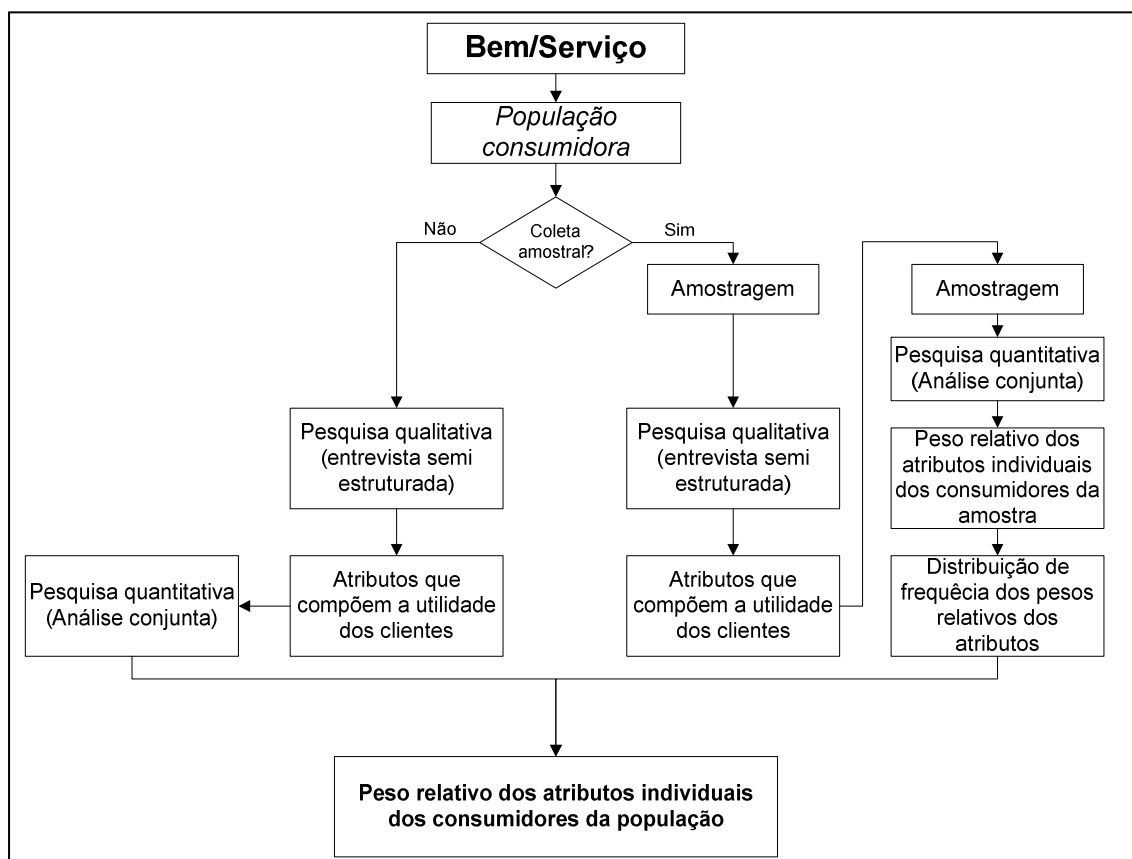 Bem/Serviço
População
consumidora
Coleta
amostral?
Não
Sim
Pesquisa qualitativa
(entrevista semi
estruturada)
Atributos que
compõem a utilidade
dos clientes
Pesquisa quantitativa
(Análise conjunta)
Amostragem
Pesquisa qualitativa
(entrevista semi
estruturada)
Atributos que
compõem a utilidade
dos clientes
Amostragem
Pesquisa quantitativa
(Análise conjunta)
Peso relativo dos
atributos individuais
dos consumidores da
amostra
Distribuição de
frequêcia dos pesos
relativos dos
atributos
Peso relativo dos atributos individuais
dos consumidores da população